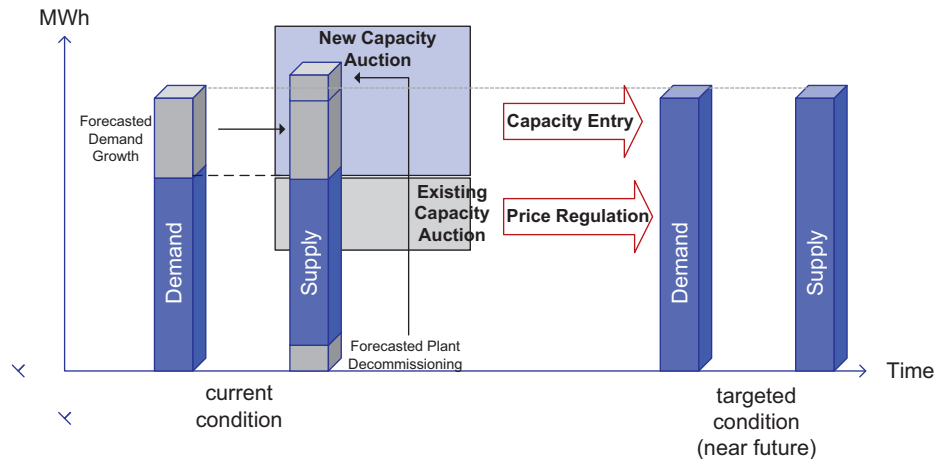 MWh
New Capacity
Auction
Forecasted
Demand
Growth
Capacity Entry
Existing
Capacity
Auction
Price Regulation
Demand
Supply
Demand
Supply
Forecasted Plant
Decommissioning
Time
current
condition
targeted
condition
(near future)